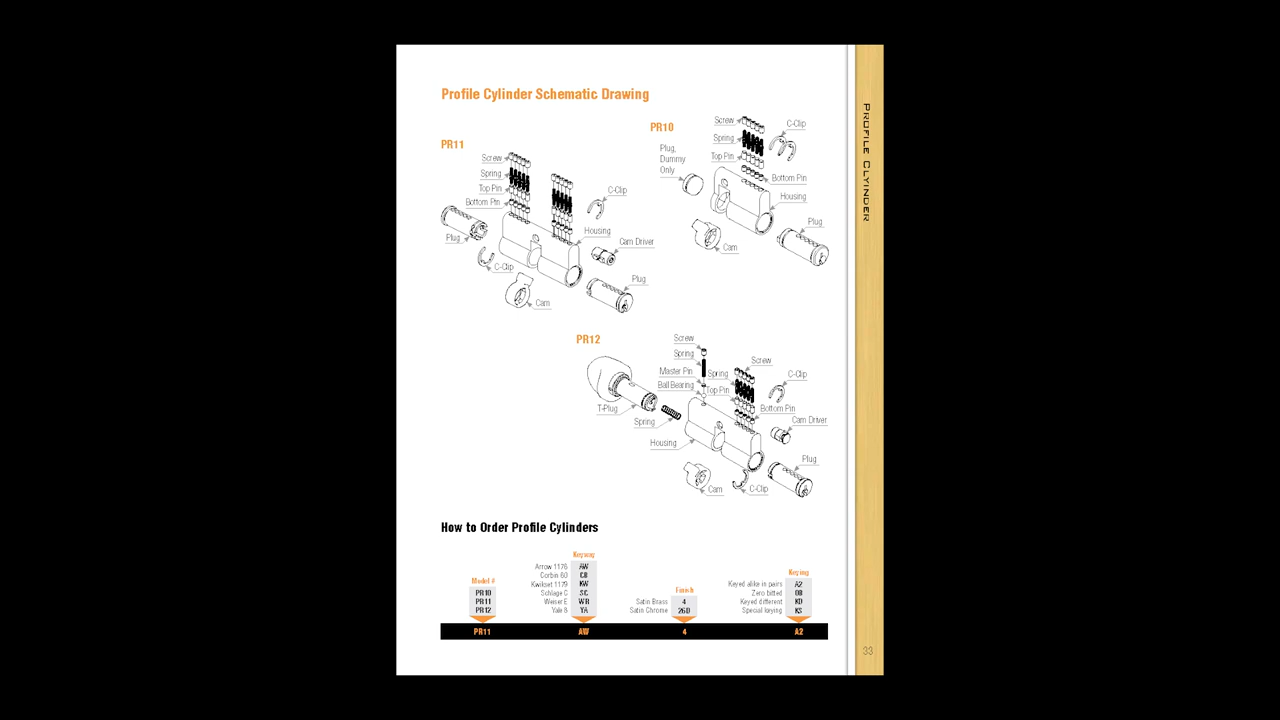 Profile Cylinder Schematic Drawing
PR11
Screw
Spring
Top Pin
Bottom Pin
Plug
C-Clip
Cam
C-Clip
Housing
Cam Driver
Plug
PR10
Plug,
Dummy
Only
Screw
Spring
Top Pin
C-Clip
Bottom Pin
Housing
Plug
Cam
PR12
Screw
Spring
Master Pin
Ball Bearing
T-Plug
Spring
Housing
Screw
Spring
Top Pin
C-Clip
Bottom Pin
Cam Driver
Plug
Cam
C-Clip
How to Order Profile Cylinders
Model #
PR10
PR11
PR12
PR11
Keyway
Arrow 1176 AW
Corbin 60 CB
Kwikset 1179 KW
Schlage C SC
Weiser E WR
Yale 8 YA
AW
Finish
Satin Brass 4
Satin Chrome 26D
4
Keying
Keyed alike in pairs A2
Zero bitted 0B
Keyed different KD
Special keying KS
A2
PROFILE CLYINDER
33